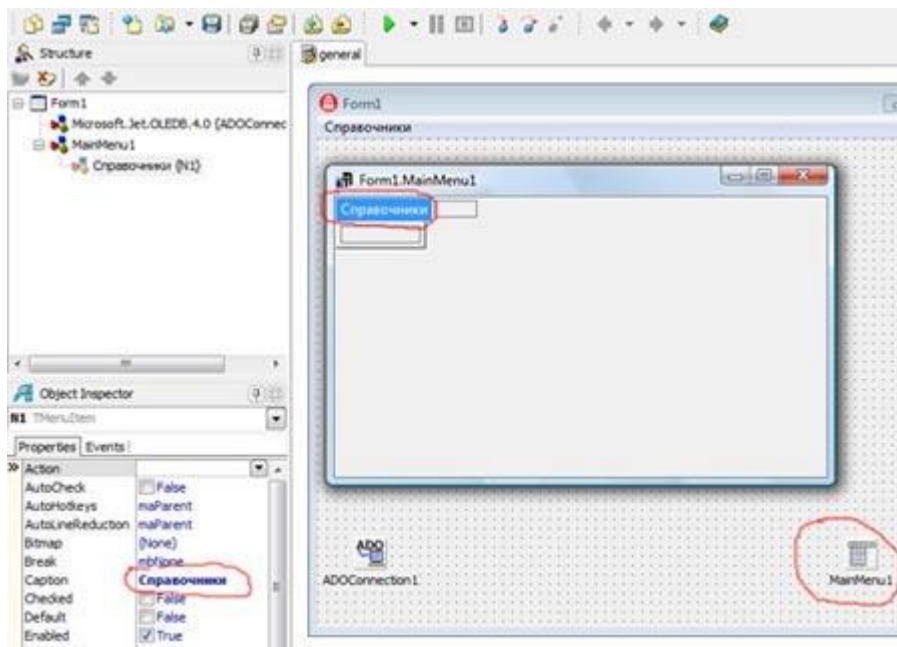 Structure
general
Form1
Microsoft.Jet.OLEDB.4.0 (ADOConnec
MainMenu1
Справочники {N1}
Form1
Справочники
Form1.MainMenu1
Справочники
Object Inspector
N1 TMenuItem
Properties Events
Action
AutoCheck False
AutoHotkeys maParent
AutoLineReduction maParent
Bitmap (None)
Break mbNone
Caption Справочники
Checked False
Default False
Enabled True
ADO
ADOConnection1
MainMenu1